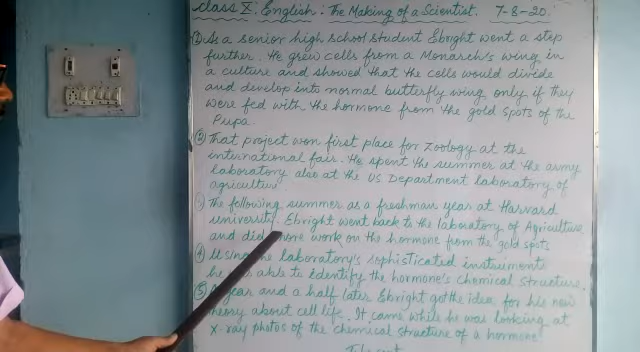 Class X: English: The Making of a Scientist. 7-8-20.
① As a senior high school student Ebright went a step
further. He grew cells from a Monarch's wing in
a culture and showed that the cells would divide
and develop into normal butterfly wing only if they
were fed with the hormone from the gold spots of the
Pupa.
② That project won first place for Zoology at the
international fair. He spent the summer at the army
laboratory also at the US Department laboratory of
agriculture
The following summer as a freshman year at Harvard
university. Ebright went back to the laboratory of Agriculture
and did more work on the hormone from the gold spots
④ Using the laboratory's sophisticated instruments
he was able to identify the hormone's chemical structure.
⑤ A year and a half later Ebright got the idea for his new
theory about cell life. It came while he was looking at
X-ray photos of the chemical structure of a hormone.